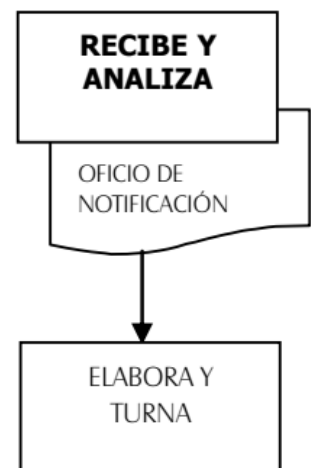 RECIBE Y
ANALIZA
OFICIO DE
NOTIFICACIÓN
ELABORA Y
TURNA